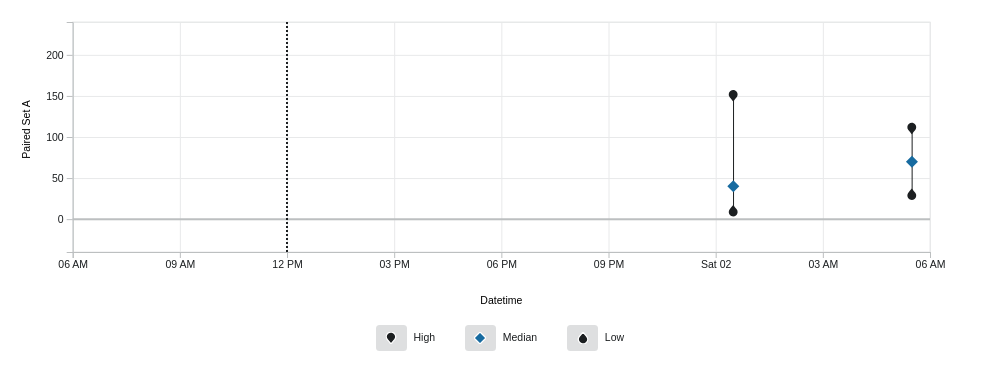 200
150
100
50
0
Paired Set A
06 AM 09 AM 12 PM 03 PM 06 PM 09 PM Sat 02 03 AM 06 AM
Datetime
High Median Low